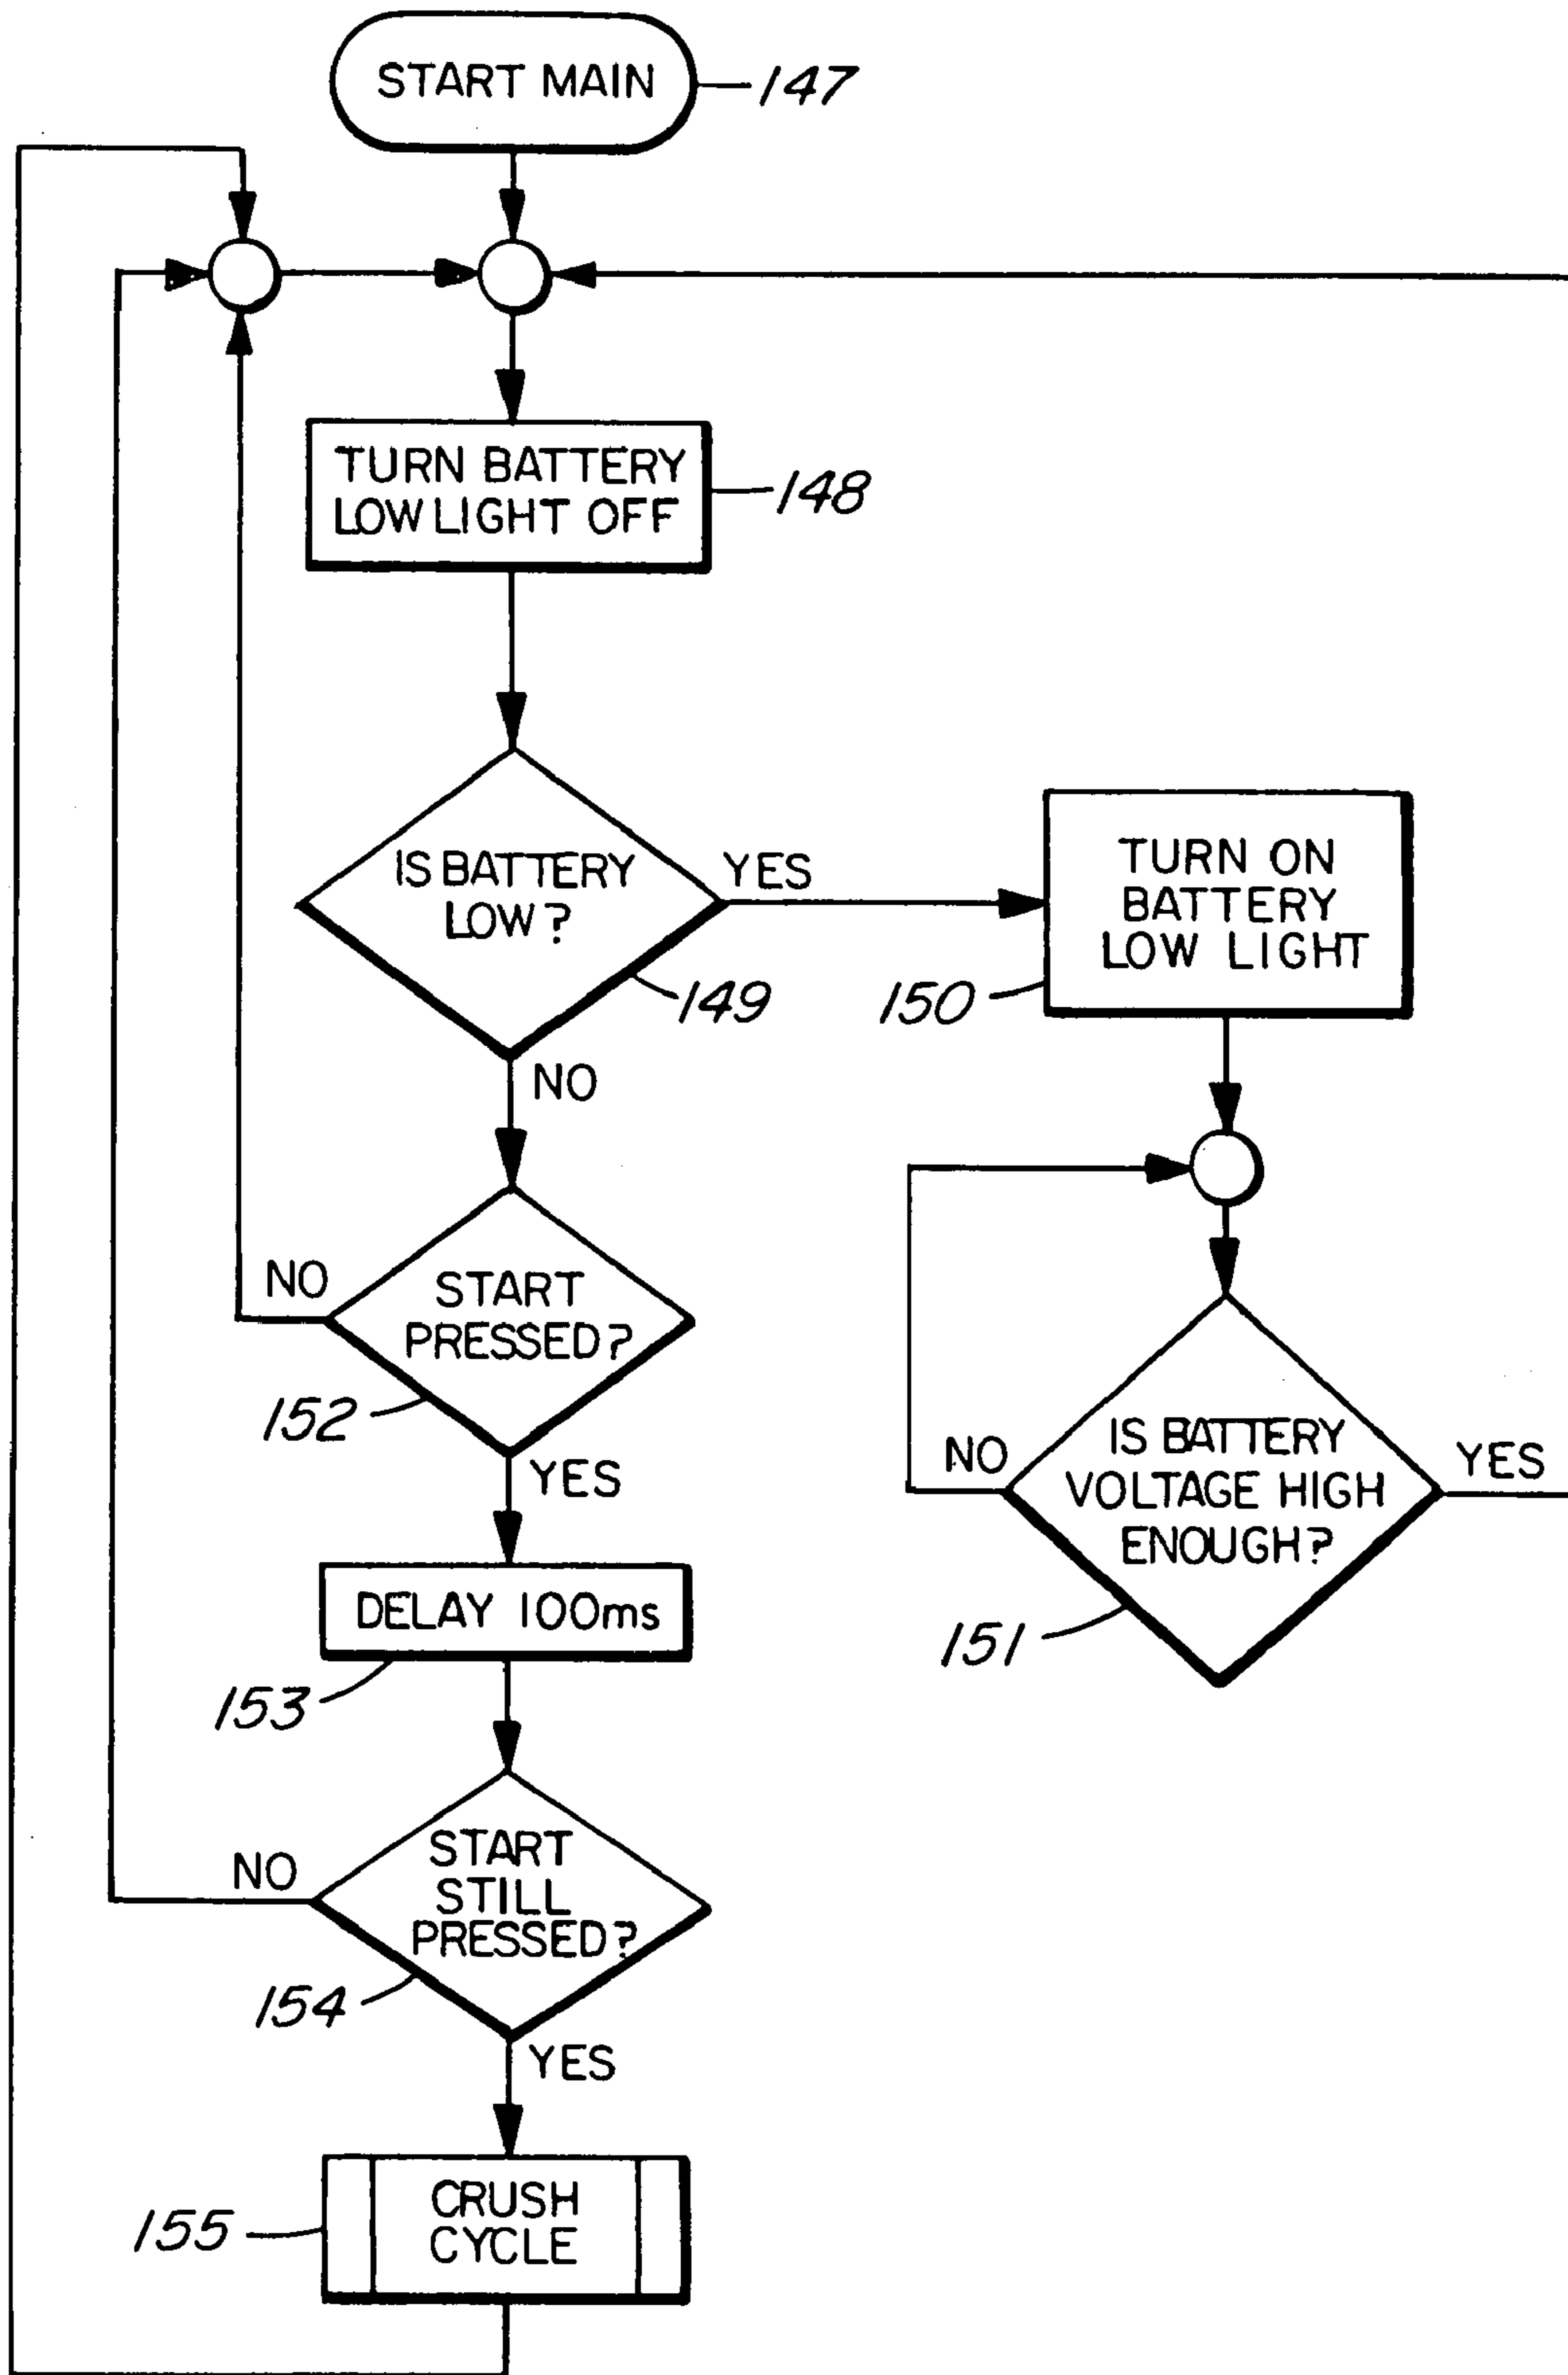 START MAIN
147
TURN BATTERY
LOW LIGHT OFF
148
IS BATTERY
LOW?
YES
149
NO
TURN ON
BATTERY
LOW LIGHT
150
START
PRESSED?
NO
152
YES
IS BATTERY
VOLTAGE HIGH
ENOUGH?
NO
YES
151
DELAY 100ms
153
START
STILL
PRESSED?
NO
154
YES
CRUSH
CYCLE
155